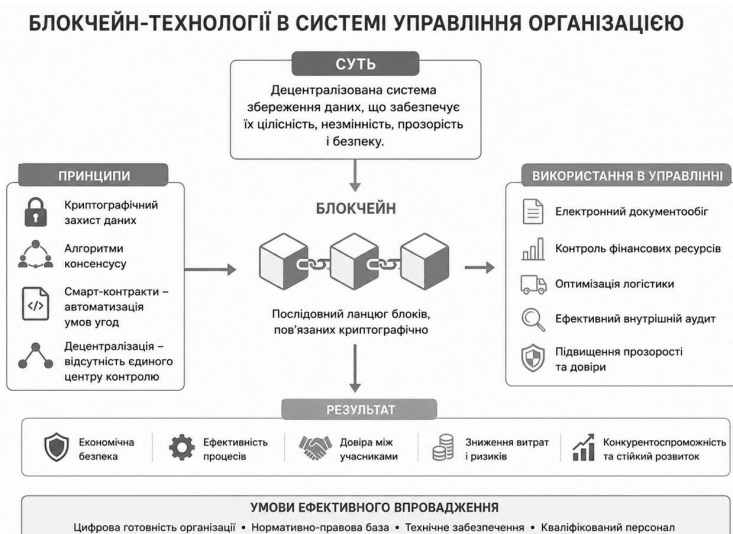 БЛОКЧЕЙН-ТЕХНОЛОГІЇ В СИСТЕМІ УПРАВЛІННЯ ОРГАНІЗАЦІЄЮ
СУТЬ
Децентралізована система
збереження даних, що забезпечує
їх цілісність, незмінність, прозорість
і безпеку.
ПРИНЦИПИ
Криптографічний
захист даних
Алгоритми
консенсусу
</>
Смарт-контракти –
автоматизація
умов угод
Децентралізація –
відсутність єдиного
центру контролю
БЛОКЧЕЙН
Послідовний ланцюг блоків,
пов'язаних криптографічно
ВИКОРИСТАННЯ В УПРАВЛІННІ
Електронний документообіг
Контроль фінансових ресурсів
Оптимізація логістики
Ефективний внутрішній аудит
Підвищення прозорості
та довіри
РЕЗУЛЬТАТ
Економічна
безпека
Ефективність
процесів
Довіра між
учасниками
Зниження витрат
і ризиків
Конкурентоспроможність
та стійкий розвиток
УМОВИ ЕФЕКТИВНОГО ВПРОВАДЖЕННЯ
Цифрова готовність організації • Нормативно-правова база • Технічне забезпечення • Кваліфікований персонал